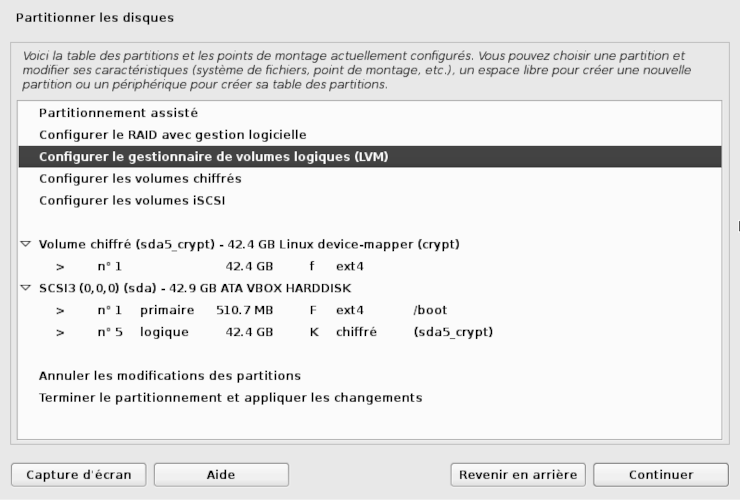 Partitionner les disques
Voici la table des partitions et les points de montage actuellement configurés. Vous pouvez choisir une partition et
modifier ses caractéristiques (système de fichiers, point de montage, etc.), un espace libre pour créer une nouvelle
partition ou un périphérique pour créer sa table des partitions.
Partitionnement assisté
Configurer le RAID avec gestion logicielle
Configurer le gestionnaire de volumes logiques (LVM)
Configurer les volumes chiffrés
Configurer les volumes iSCSI
Volume chiffré (sda5_crypt) - 42.4 GB Linux device-mapper (crypt)
> n° 1 42.4 GB f ext4
SCSI3 (0,0,0) (sda) - 42.9 GB ATA VBOX HARDDISK
> n° 1 primaire 510.7 MB F ext4 /boot
> n° 5 logique 42.4 GB K chiffré (sda5_crypt)
Annuler les modifications des partitions
Terminer le partitionnement et appliquer les changements
Capture d'écran Aide Revenir en arrière Continuer